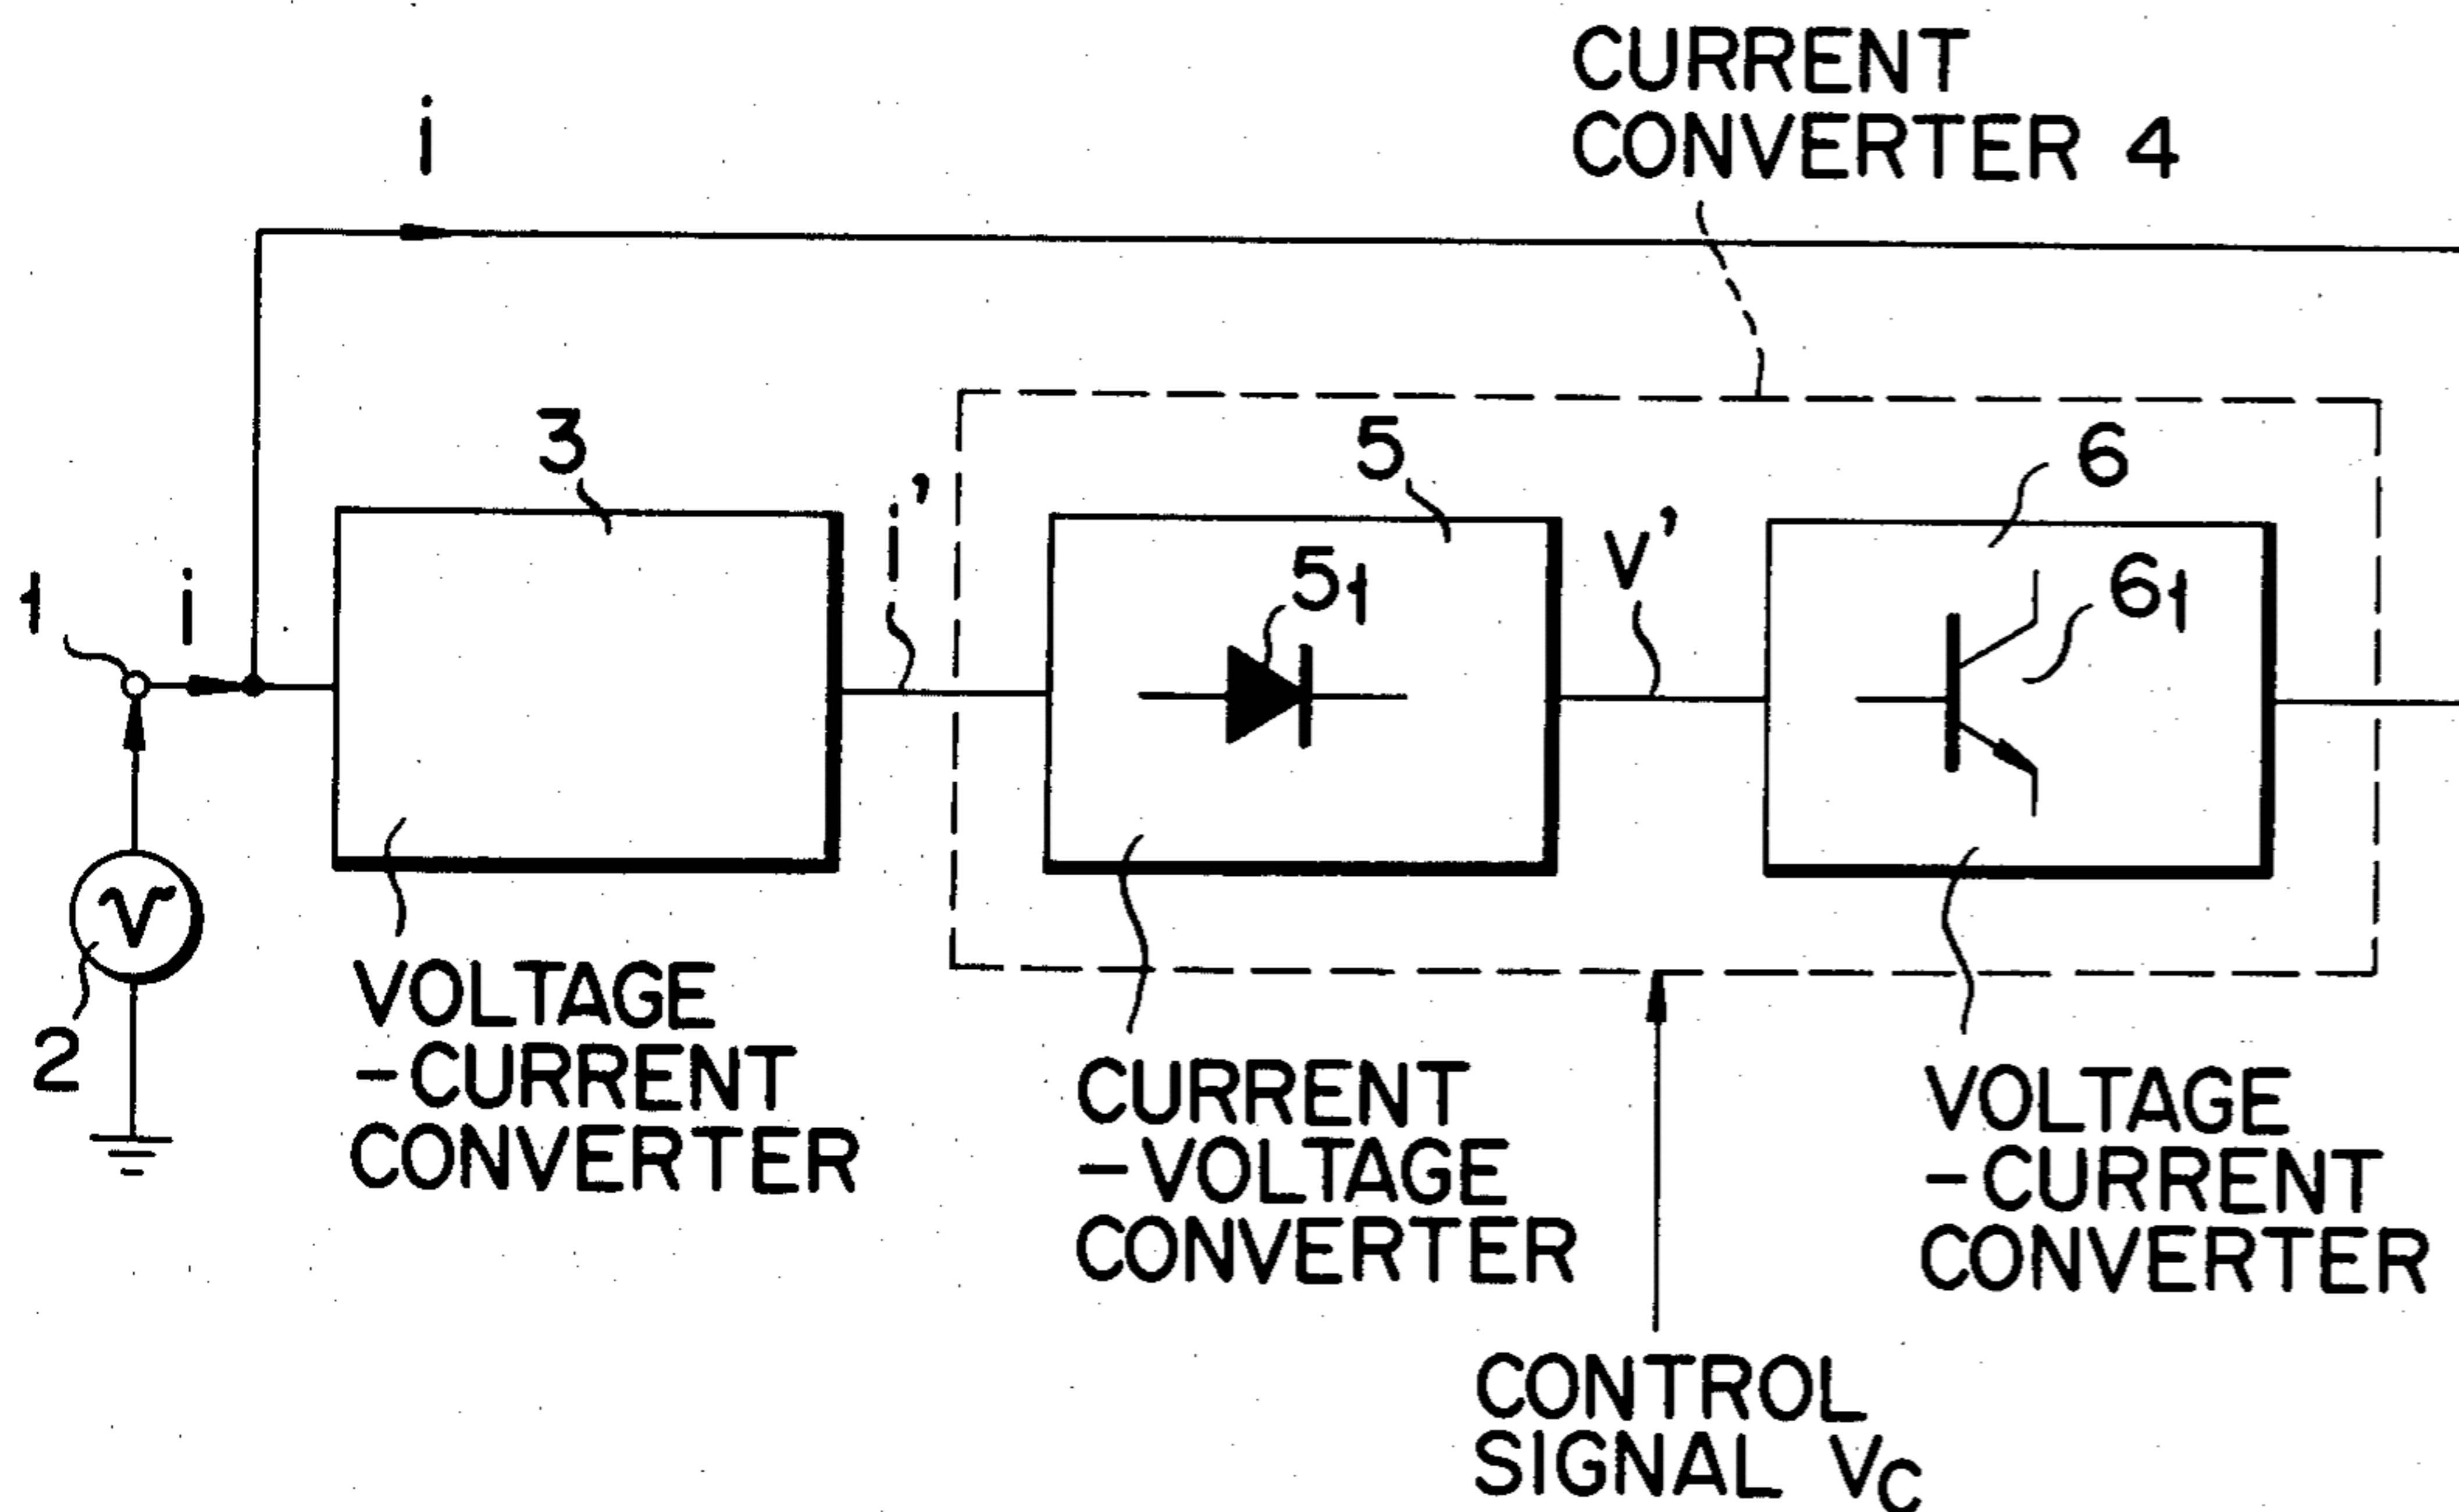 CURRENT
CONVERTER 4
i
3
5
6
i'
v'
5₁
6₁
1
i
v
2
VOLTAGE
-CURRENT
CONVERTER
CURRENT
-VOLTAGE
CONVERTER
VOLTAGE
-CURRENT
CONVERTER
CONTROL
SIGNAL VC